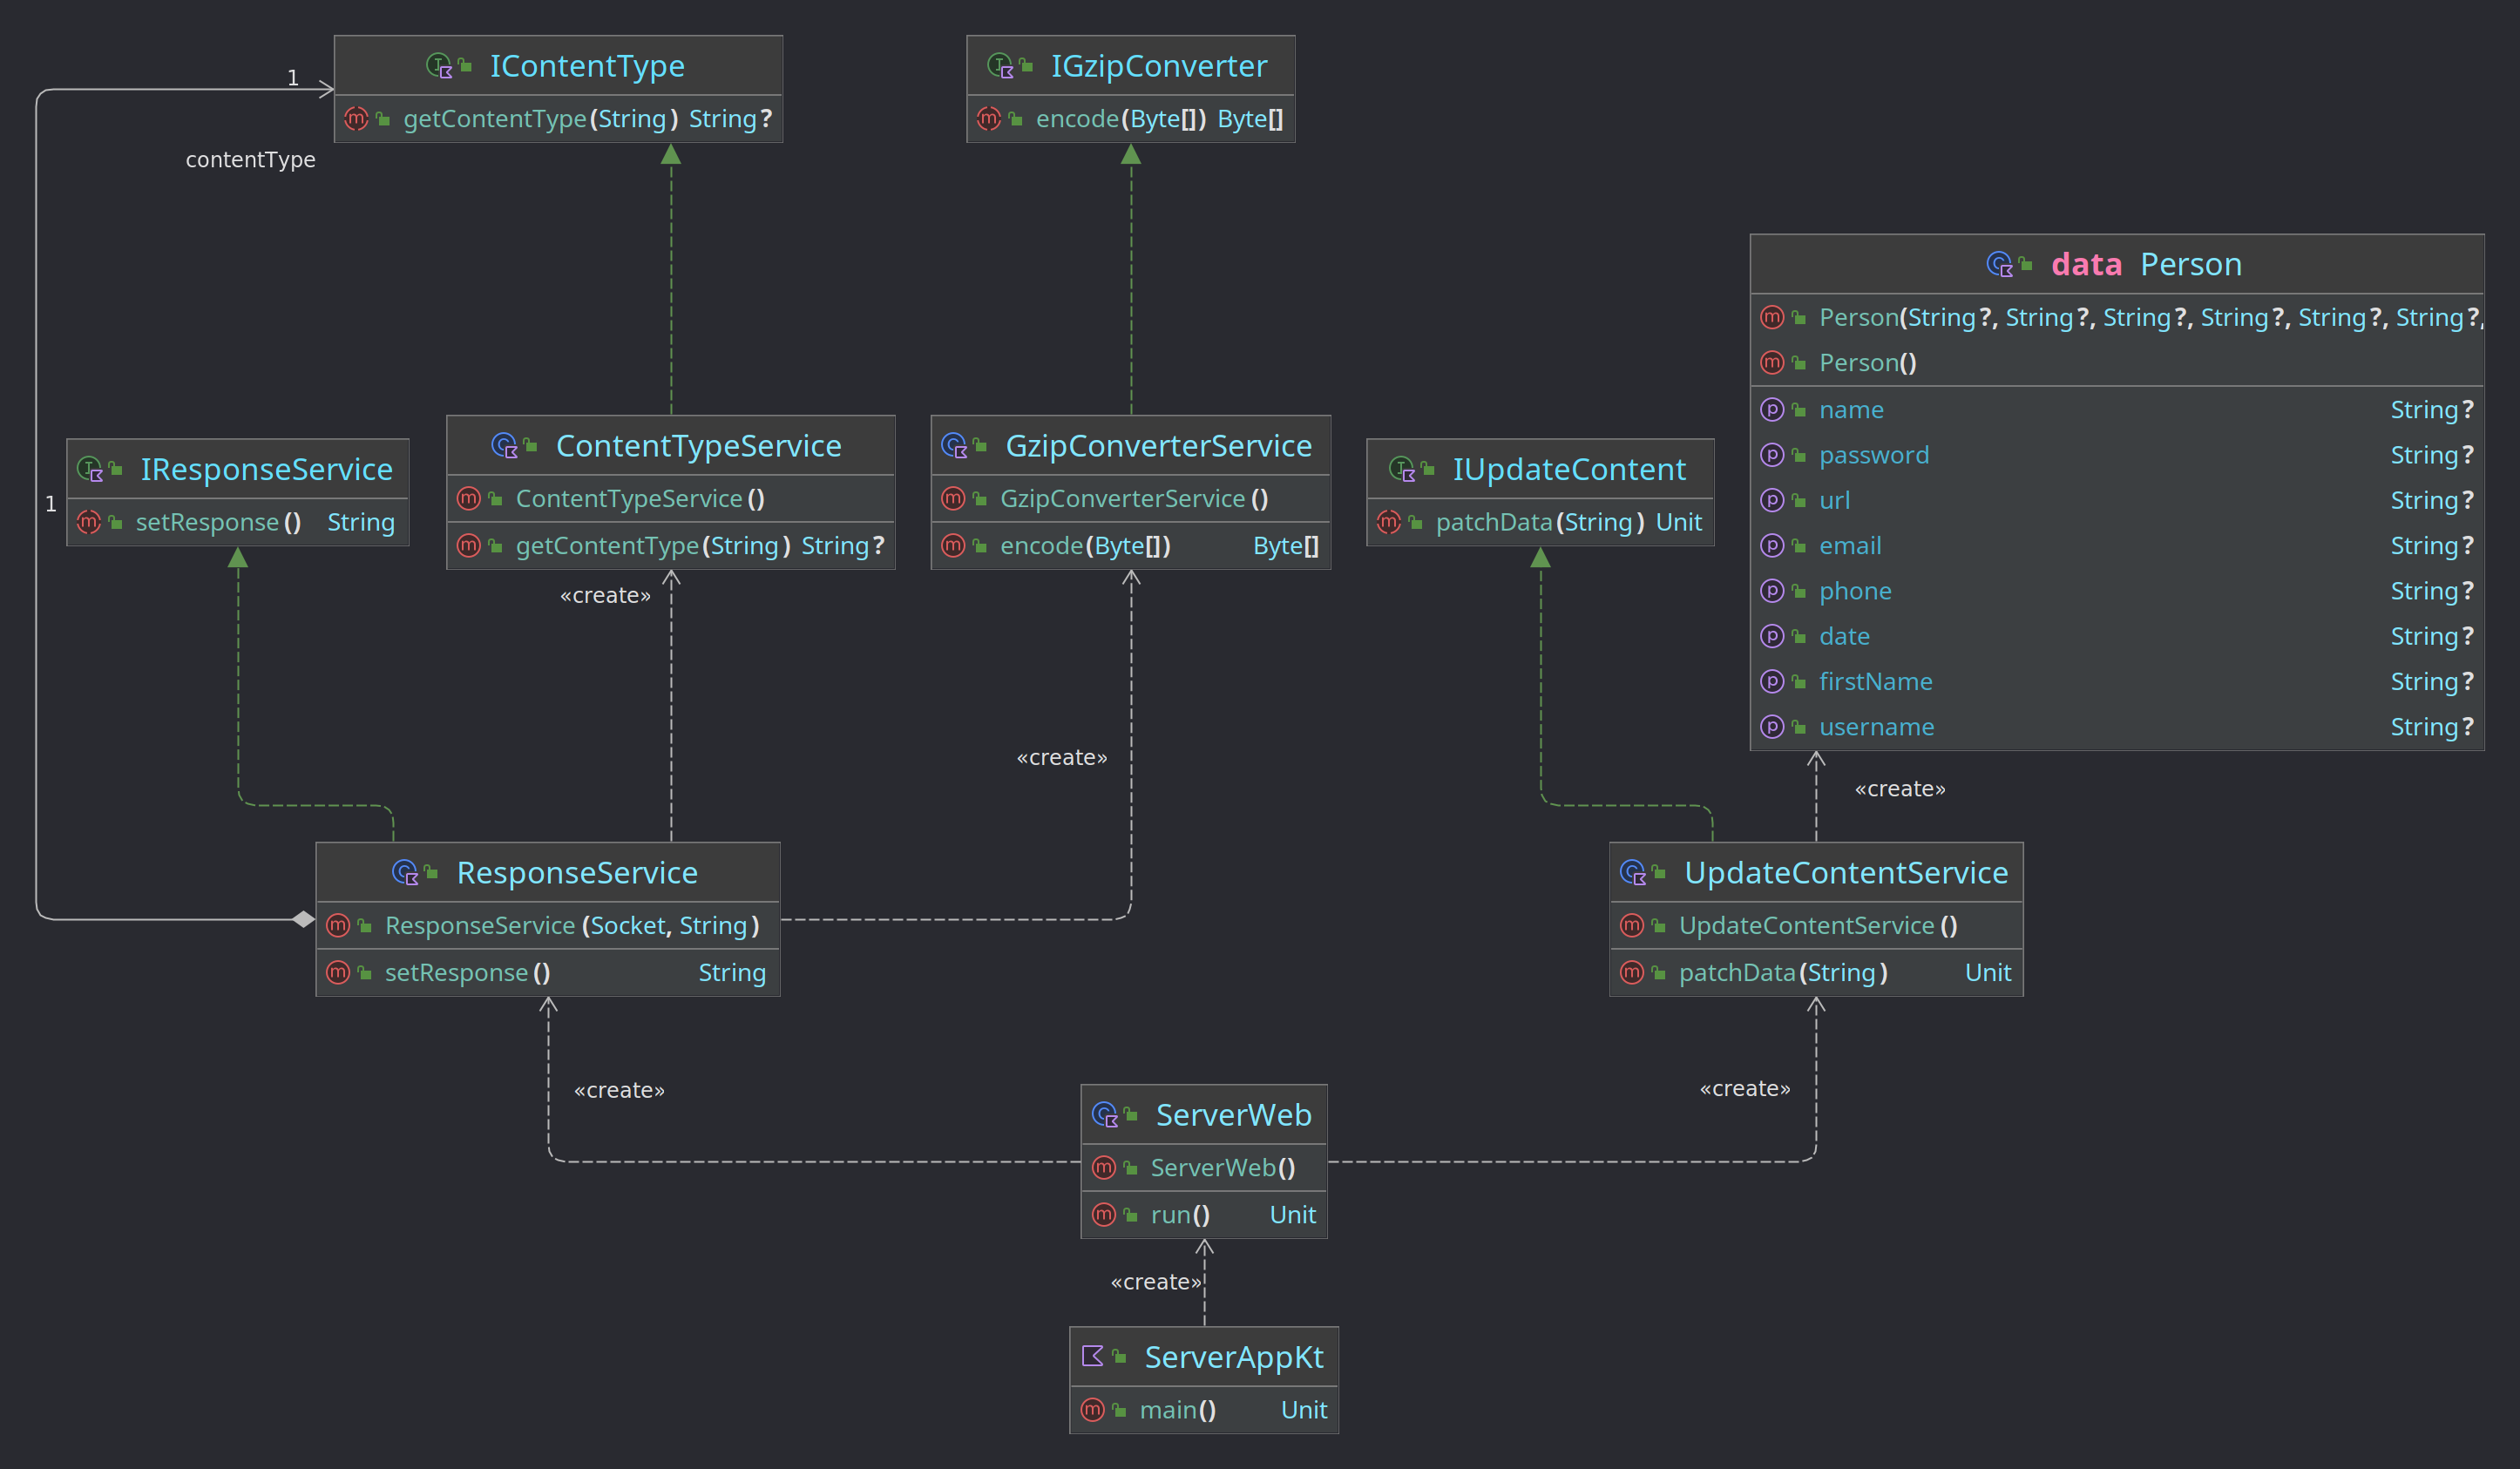 1
IContentType
getContentType(String) String?
contentType
IGzipConverter
encode(Byte[]) Byte[]
data Person
Person(String?, String?, String?, String?, String?, String?,
Person()
name String?
password String?
url String?
email String?
phone String?
date String?
firstName String?
username String?
1
IResponseService
setResponse() String
ContentTypeService
ContentTypeService()
getContentType(String) String?
GzipConverterService
GzipConverterService()
encode(Byte[]) Byte[]
IUpdateContent
patchData(String) Unit
«create»
«create»
«create»
ResponseService
ResponseService(Socket, String)
setResponse() String
UpdateContentService
UpdateContentService()
patchData(String) Unit
«create»
«create»
ServerWeb
ServerWeb()
run() Unit
«create»
ServerAppKt
main() Unit